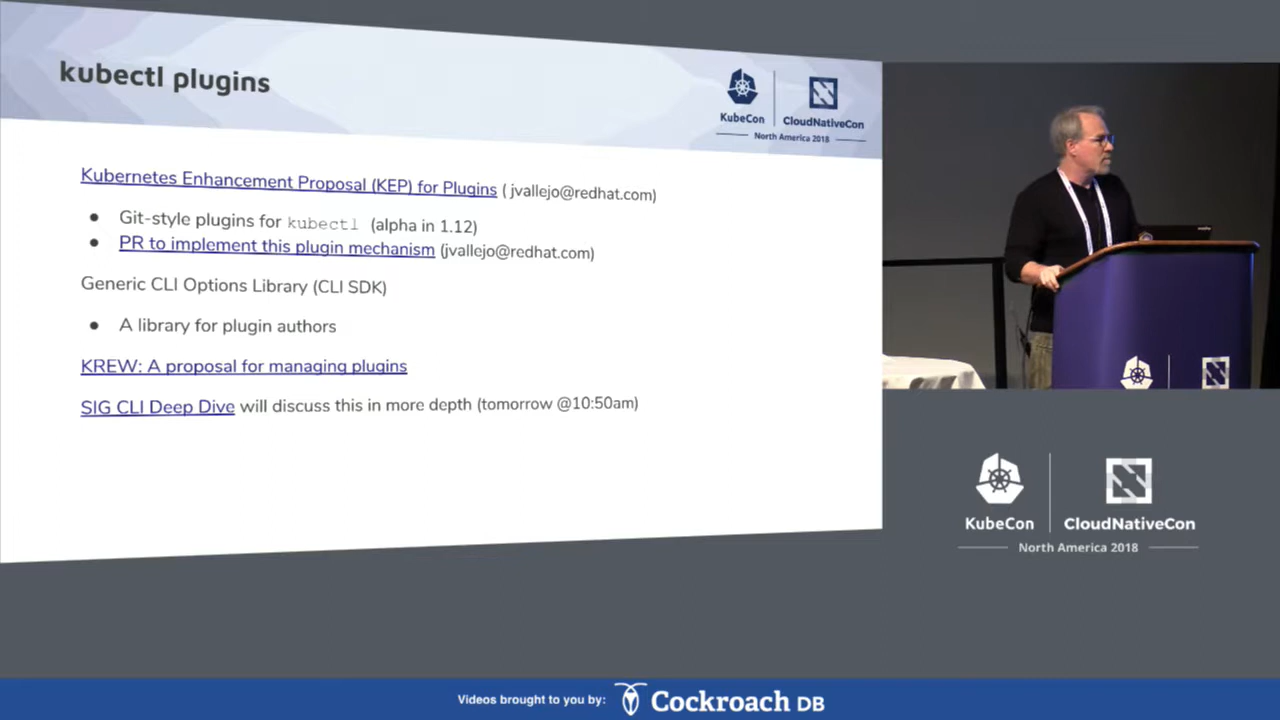 kubectl plugins
KubeCon
CloudNativeCon
North America 2018
Kubernetes Enhancement Proposal (KEP) for Plugins ( jvallejo@redhat.com)
● Git-style plugins for kubectl (alpha in 1.12)
● PR to implement this plugin mechanism (jvallejo@redhat.com)
Generic CLI Options Library (CLI SDK)
● A library for plugin authors
KREW: A proposal for managing plugins
SIG CLI Deep Dive will discuss this in more depth (tomorrow @10:50am)
KubeCon
CloudNativeCon
North America 2018
Videos brought to you by: Cockroach DB